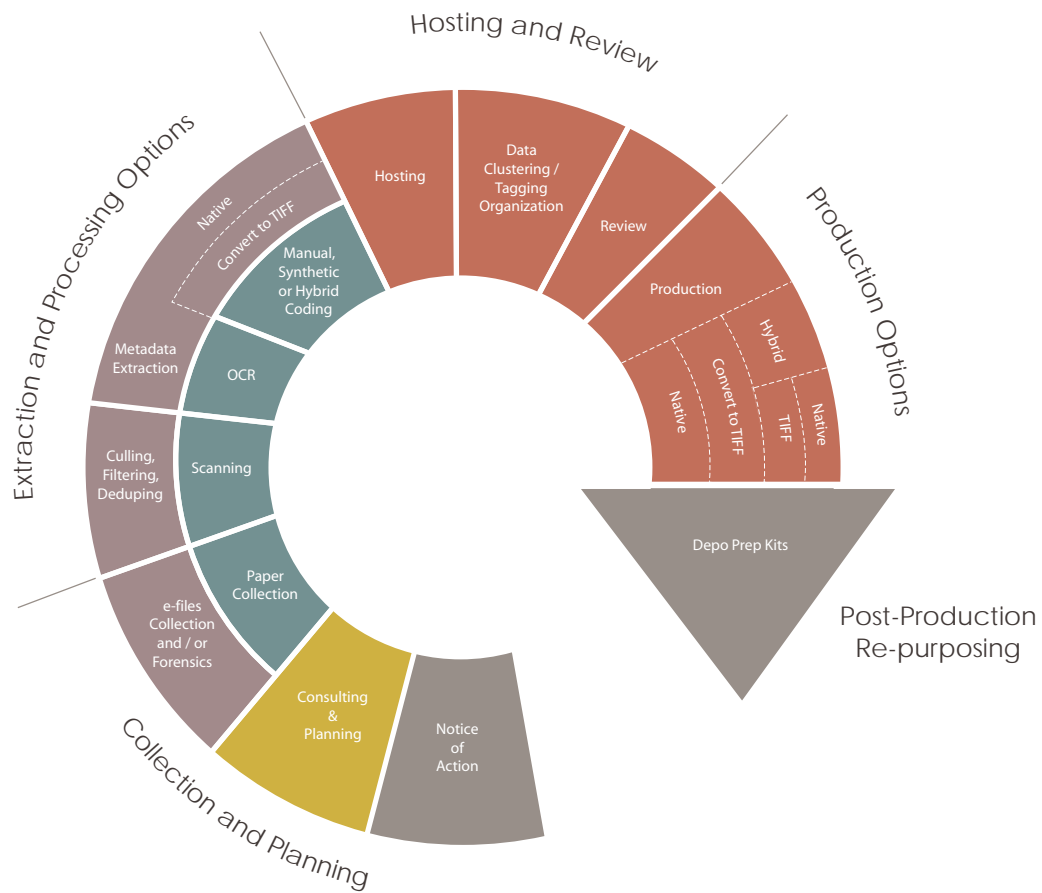 Hosting and Review
Extraction and Processing Options
Production Options
Collection and Planning
Post-Production
Re-purposing
Hosting
Data
Clustering /
Tagging
Organization
Review
Production
Hybrid
Native
Convert to TIFF
TIFF
Native
Native
Convert to TIFF
Metadata
Extraction
Manual,
Synthetic
or Hybrid
Coding
OCR
Culling,
Filtering,
Deduping
Scanning
e-files
Collection
and / or
Forensics
Paper
Collection
Consulting
&
Planning
Notice
of
Action
Depo Prep Kits